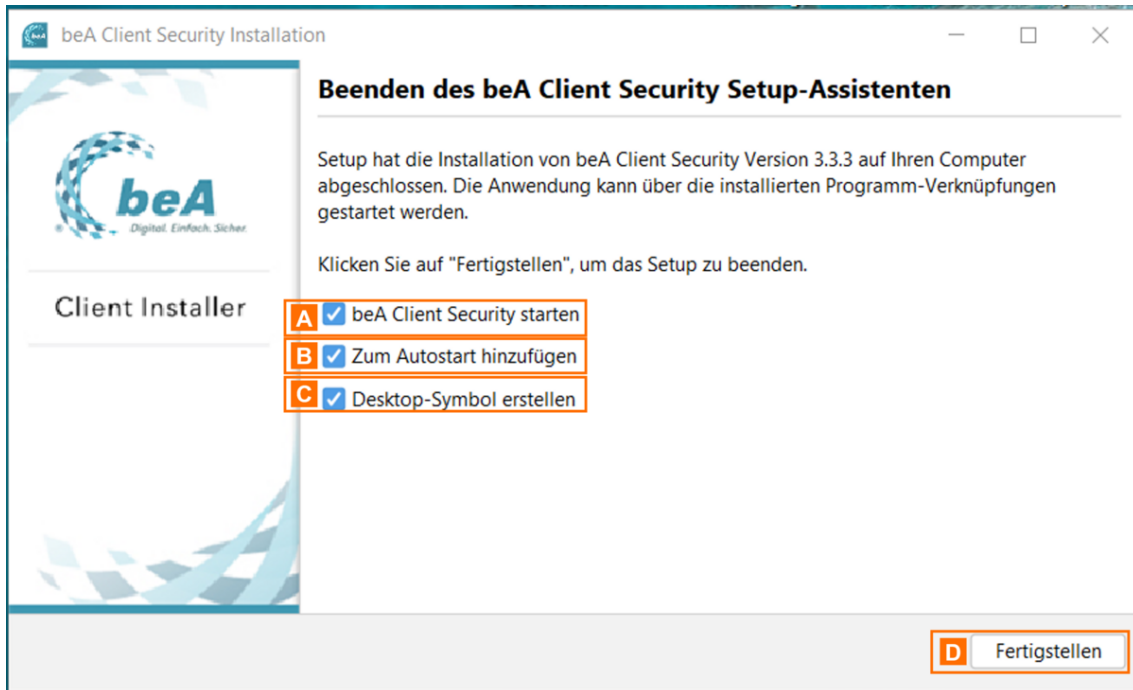 beA Client Security Installation
Beenden des beA Client Security Setup-Assistenten
Setup hat die Installation von beA Client Security Version 3.3.3 auf Ihren Computer
abgeschlossen. Die Anwendung kann über die installierten Programm-Verknüpfungen
gestartet werden.
Klicken Sie auf "Fertigstellen", um das Setup zu beenden.
beA
® Digital. Einfach. Sicher.
Client Installer
A beA Client Security starten
B Zum Autostart hinzufügen
C Desktop-Symbol erstellen
D Fertigstellen